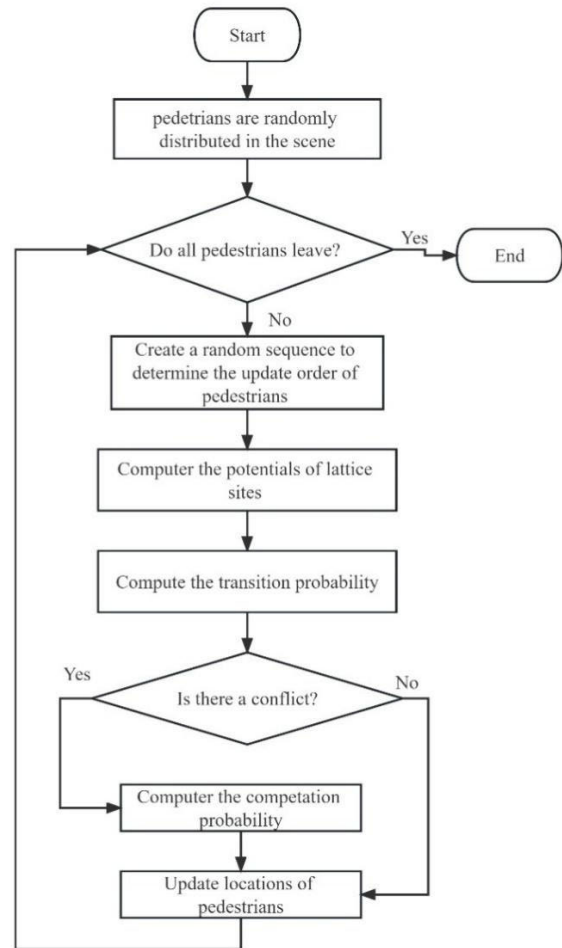 Start
pedetrians are randomly
distributed in the scene
Do all pedestrians leave?
Yes
End
No
Create a random sequence to
determine the update order of
pedestrians
Computer the potentials of lattice
sites
Compute the transition probability
Yes
Is there a conflict?
No
Computer the competation
probability
Update locations of
pedestrians